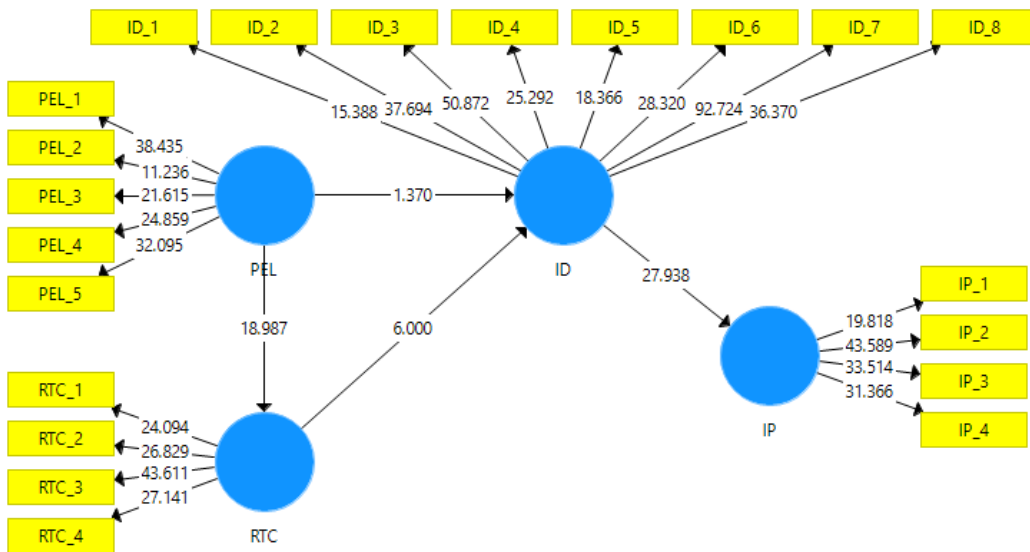 ID_1
ID_2
ID_3
ID_4
ID_5
ID_6
ID_7
ID_8
15.388
37.694
50.872
25.292
18.366
28.320
92.724
36.370
PEL_1
PEL_2
PEL_3
PEL_4
PEL_5
38.435
11.236
21.615
24.859
32.095
PEL
1.370
ID
18.987
6.000
27.938
RTC_1
RTC_2
RTC_3
RTC_4
24.094
26.829
43.611
27.141
RTC
IP
19.818
43.589
33.514
31.366
IP_1
IP_2
IP_3
IP_4